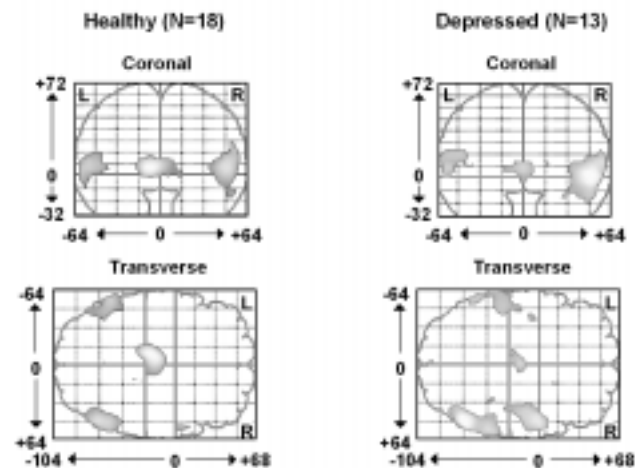 Healthy (N=18)
Depressed (N=13)
Coronal
Coronal
+72
L
R
0
-32
-64
0
+64
+72
L
R
0
-32
-64
0
+64
Transverse
Transverse
-64
L
0
R
+64
-104
0
+68
-64
L
0
R
+64
-104
0
+68